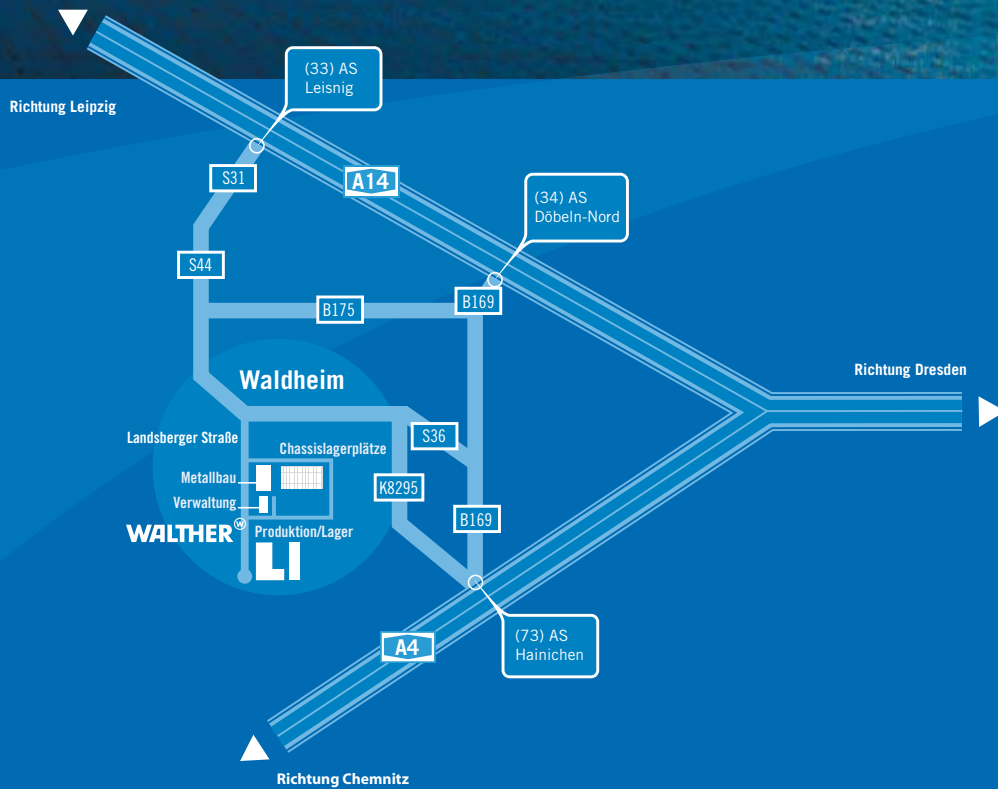 (33) AS
Leisnig
Richtung Leipzig
S31
A14
(34) AS
Döbeln-Nord
S44
B169
B175
Richtung Dresden
Waldheim
Landsberger Straße
S36
Chassislagerplätze
Metallbau
K8295
Verwaltung
B169
WALTHER W
Produktion/Lager
(73) AS
Hainichen
A4
Richtung Chemnitz